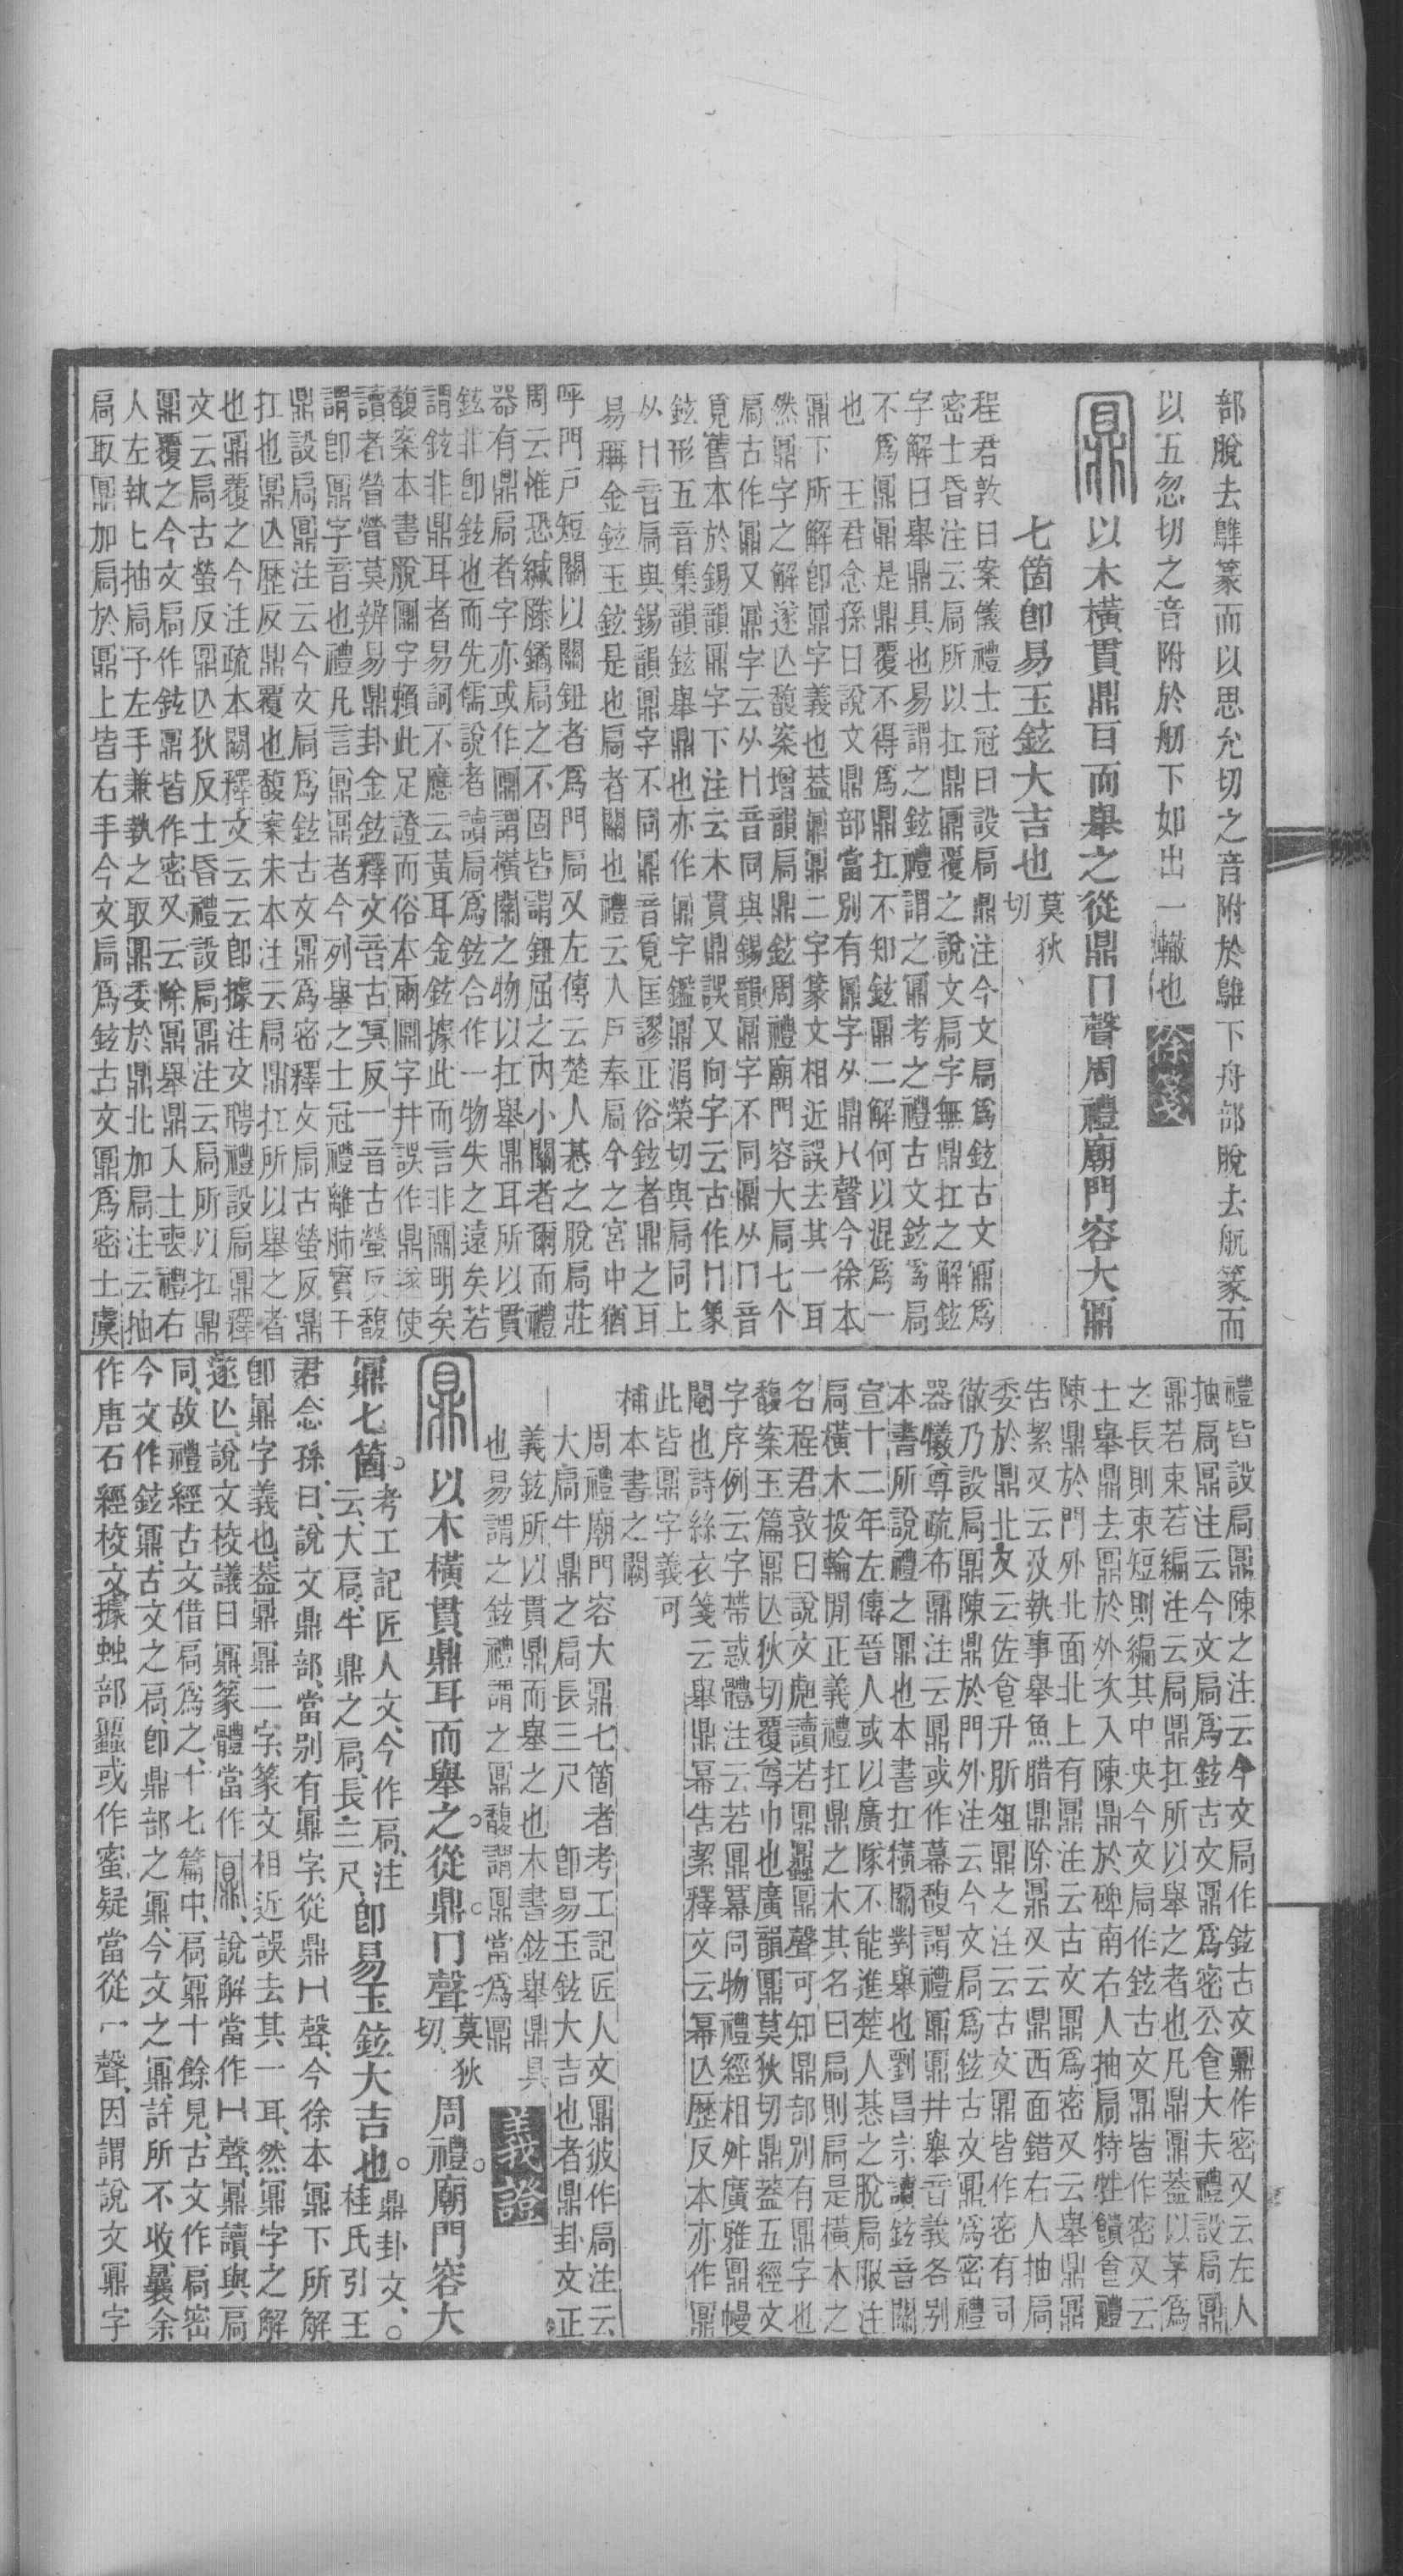 部脫去䧹篆而以思允切之音附於雛下舟部脫去航篆而
以五忽切之音附於舫下如出一轍也徐箋
鼏以木橫貫鼎耳而舉之從鼎冂聲周禮廟門容大鼏
七箇卽易玉鉉大吉也莫狄切
程君敦曰案儀禮士冠曰設扃鼎注今文扃爲鉉古文鼏爲
密士昏注云扃所以扛鼎鼏覆之說文扃字無鼎扛之解鉉
字解曰舉鼎具也易謂之鉉禮謂之鼏考之禮古文鉉爲扃
不爲鼏鼏是鼎覆不得爲鼎扛不知鉉鼏二解何以混爲一
也 王君念孫曰說文鼎部當別有鼏字从鼎H聲今徐本
鼏下所解卽鼏字義也蓋鼏鼏二字篆文相近誤去其一耳
然鼎字之解遂亾馥案增韻扃鼎鉉周禮廟門容大扃七个
扃古作鼏又鼏字云从H音同與錫韻鼏字不同鼏从冂音
覓舊本於錫韻鼏字下注云木貫鼎誤又向字云古作H象
鉉形五音集韻鉉舉鼎也亦作鼏字鑑鼏涓熒切與扃同上
从H音扃與錫韻鼏字不同鼏音覓匡謬正俗鉉者鼎之耳
易稱金鉉玉鉉是也扃者關也禮云入戶奉扃今之宮中猶
呼門戶短關以關鈕者爲門扃又左傳云楚人惎之脫扃莊
周云惟恐緘縢鐍扃之不固皆謂鈕屈之內小關者爾而禮
器有鼎扃者字亦或作鼏謂橫關之物以扛舉鼎耳所以貫
鉉非卽鉉也而先儒說者讀扃爲鉉合作一物失之遠矣若
謂鉉非鼎耳者易詞不應云黃耳金鉉據此而言非鼏明矣
馥案本書脫鼏字賴此足證而俗本兩鼏字幷誤作鼎遂使
讀者瞢瞢莫辨易鼎卦金鉉釋文音古冥反一音古螢反馥
謂卽鼏字音也禮凡言鼏鼏者今列舉之士冠禮離肺實于
鼎設扃鼏注云今文扃爲鉉古文鼏爲密釋文扃古螢反鼎
扛也鼏亾歷反鼎覆也馥案朱本注云扃鼎扛所以舉之者
也鼏覆之今注疏本關釋文云云卽據注文聘禮設扃鼏釋
文云扃古螢反鼏亾狄反士昏禮設扃鼏注云扃所以扛鼎
鼏覆之今文扃作鉉鼏皆作密又云除鼏舉鼎入士喪禮右
人左執匕抽扃予左手兼執之取鼏委於鼎北加扃注云抽
扃取鼏加扃於鼏上皆右手今文扃爲鉉古文鼏爲密士虞
禮皆設扃鼏陳之注云今文扃作鉉古文鼏作密又云左人
抽扃鼏注云今文扃爲鉉古文鼏爲密公食大夫禮設扃鼏
鼏若束若編注云扃鼎扛所以舉之者也凡鼎鼏蓋以茅爲
之長則束短則編其中央今文扃作鉉古文鼏皆作密又云
士舉鼎去鼏於外次入陳鼎於碑南右人抽扃特牲饋食禮
陳鼎於門外北面北上有鼏注云古文鼏爲密又云舉鼎鼏
告絜又云及執事舉魚腊鼎除鼏又云鼎西面錯右人抽扃
委於鼎北又云佐食升肵俎鼏之注云古文鼏皆作密有司
徹乃設扃鼏陳鼎於門外注云今文扃爲鉉古文鼏爲密禮
器犧尊疏布鼏注云鼏或作幕馥謂禮鼏鼏幷舉音義各別
本書所說禮之鼏也本書扛橫關對舉也劉昌宗讀鉉音關
宣十二年左傳晉人或以廣隊不能進楚人惎之脫扃服注
扃橫木投輪閒正義禮扛鼎之木其名曰扃則扃是橫木之
名程君敦曰說文虪讀若鼏鼏聲可知鼎部別有鼏字也
馥案玉篇鼏亾狄切覆尊巾也廣韻鼏莫狄切鼎蓋五經文
字序例云字帶惑體注云若鼏冪同物禮經相舛廣雅鼏幔
闇也詩絲衣箋云舉鼎冪告絜釋文云冪亾歷反本亦作鼏
此皆鼏字義可
補本書之闕
周禮廟門容大鼏七箇者考工記匠人文鼏彼作扃注云
大扃牛鼎之扃長三尺 卽易玉鉉大吉也者鼎卦文正
義鉉所以貫鼎而舉之也本書鉉舉鼎具
也易謂之鉉禮謂之鼏馥謂鼏當爲鼏義證
鼏以木橫貫鼎耳而舉之從鼎冂聲莫狄切周禮廟門容大
鼏七箇考工記匠人文今作扃注云大扃牛鼎之扃長三尺卽易玉鉉大吉也鼎卦文桂氏引王
君念孫曰說文鼎部當別有鼏字從鼎H聲今徐本鼏下所解
卽鼏字義也蓋鼏鼏二字篆文相近誤去其一耳然鼏字之解
遂亾說文校議曰鼏篆體當作鼏說解當作H聲鼏讀與扃
同故禮經古文借扃爲之十七篇中扃鼏十餘見古文作扃密
今文作鉉鼏古文之扃卽鼎部之鼏今文之鼏許所不收曩余
作唐石經校文據䖵部蠠或作蜜疑當從冖聲因謂說文鼏字